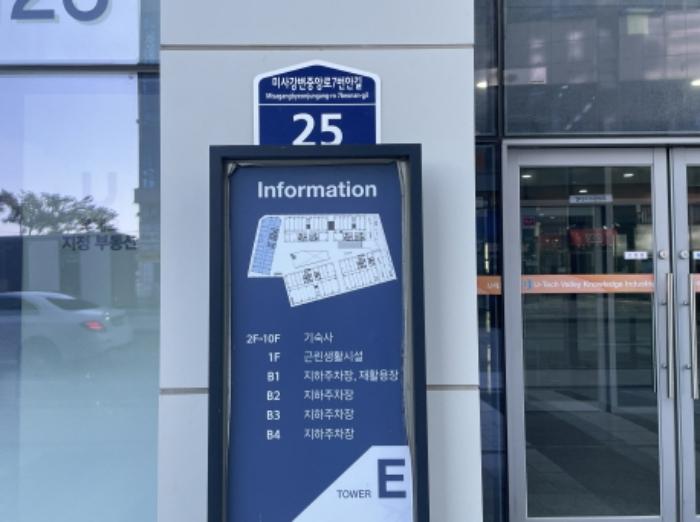 미사강변중앙로7번안길
Misagangbyeonjungang-ro 7beonan-gil
25
Information
2F-10F 기숙사
1F 근린생활시설
B1 지하주차장, 재활용장
B2 지하주차장
B3 지하주차장
B4 지하주차장
TOWER E
지정 부동산
U-Tech Valley Knowledge Industrial